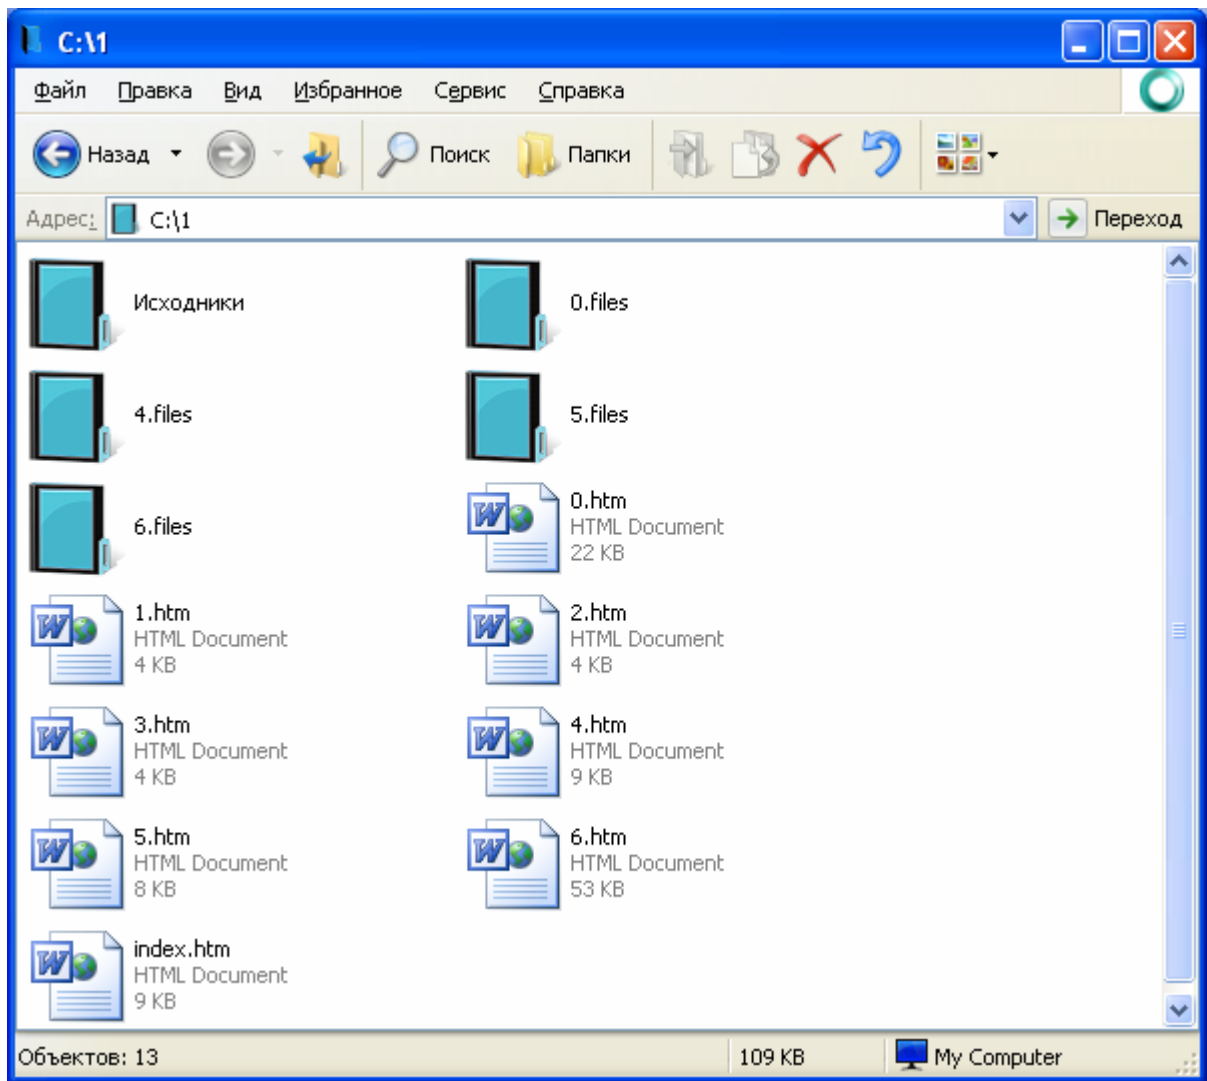 C:\1
Файл Правка Вид Избранное Сервис Справка
Назад Поиск Папки
Адрес: C:\1 Переход
Исходники
0.files
4.files
5.files
6.files
0.htm
HTML Document
22 KB
1.htm
HTML Document
4 KB
2.htm
HTML Document
4 KB
3.htm
HTML Document
4 KB
4.htm
HTML Document
9 KB
5.htm
HTML Document
8 KB
6.htm
HTML Document
53 KB
index.htm
HTML Document
9 KB
Объектов: 13 109 KB My Computer